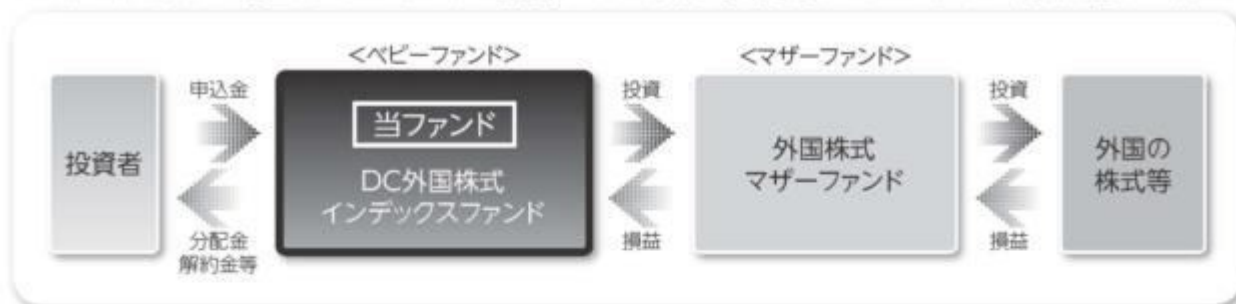 <ベビーファンド>
<マザーファンド>
投資者
申込金
分配金
解約金等
当ファンド
DC外国株式
インデックスファンド
投資
損益
外国株式
マザーファンド
投資
損益
外国の
株式等